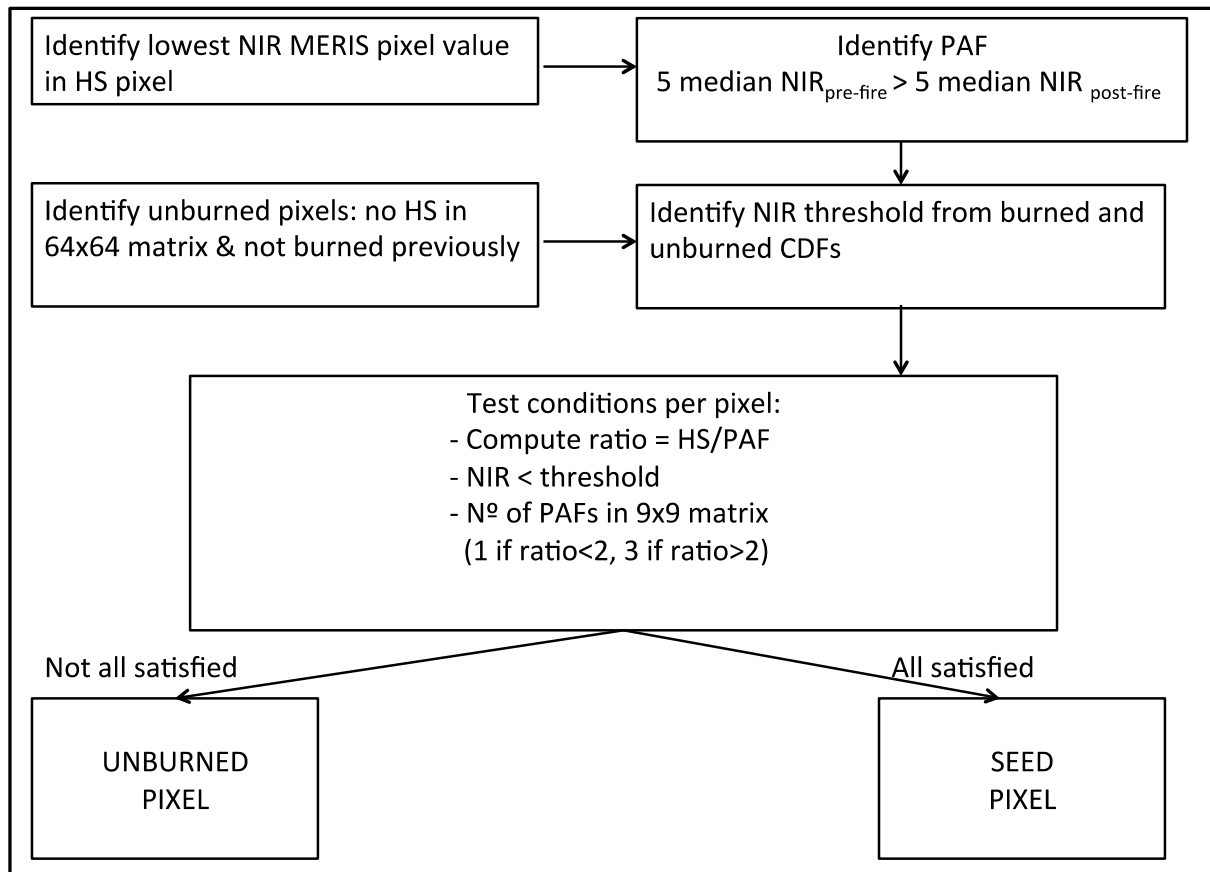 Identify lowest NIR MERIS pixel value
in HS pixel
Identify PAF
5 median NIRpre-fire > 5 median NIR post-fire
Identify unburned pixels: no HS in
64x64 matrix & not burned previously
Identify NIR threshold from burned and
unburned CDFs
Test conditions per pixel:
- Compute ratio = HS/PAF
- NIR < threshold
- Nº of PAFs in 9x9 matrix
(1 if ratio<2, 3 if ratio>2)
Not all satisfied
All satisfied
UNBURNED
PIXEL
SEED
PIXEL